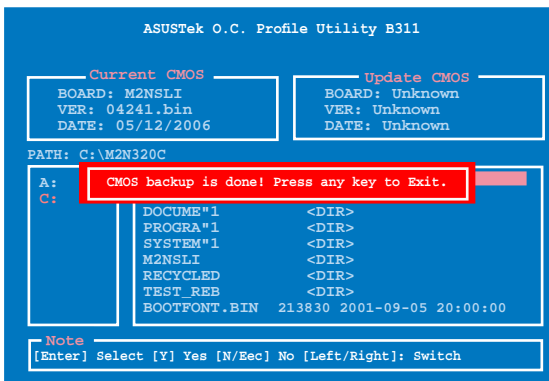 ASUSTek O.C. Profile Utility B311
Current CMOS
BOARD: M2NSLI
VER: 04241.bin
DATE: 05/12/2006
Update CMOS
BOARD: Unknown
VER: Unknown
DATE: Unknown
PATH: C:\M2N320C
A:
C:
CMOS backup is done! Press any key to Exit.
DOCUME"1 <DIR>
PROGRA"1 <DIR>
SYSTEM"1 <DIR>
M2NSLI <DIR>
RECYCLED <DIR>
TEST_REB <DIR>
BOOTFONT.BIN 213830 2001-09-05 20:00:00
Note
[Enter] Select [Y] Yes [N/Eec] No [Left/Right]: Switch